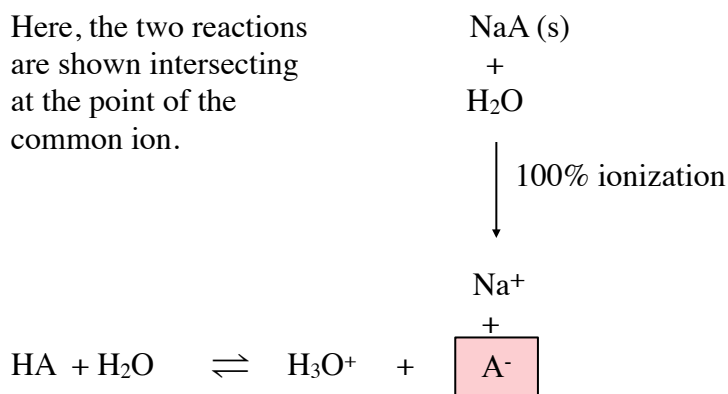 Here, the two reactions
are shown intersecting
at the point of the
common ion.
NaA (s)
+
H₂O
100% ionization
Na⁺
+
HA + H₂O ⇌ H₃O⁺ + A⁻